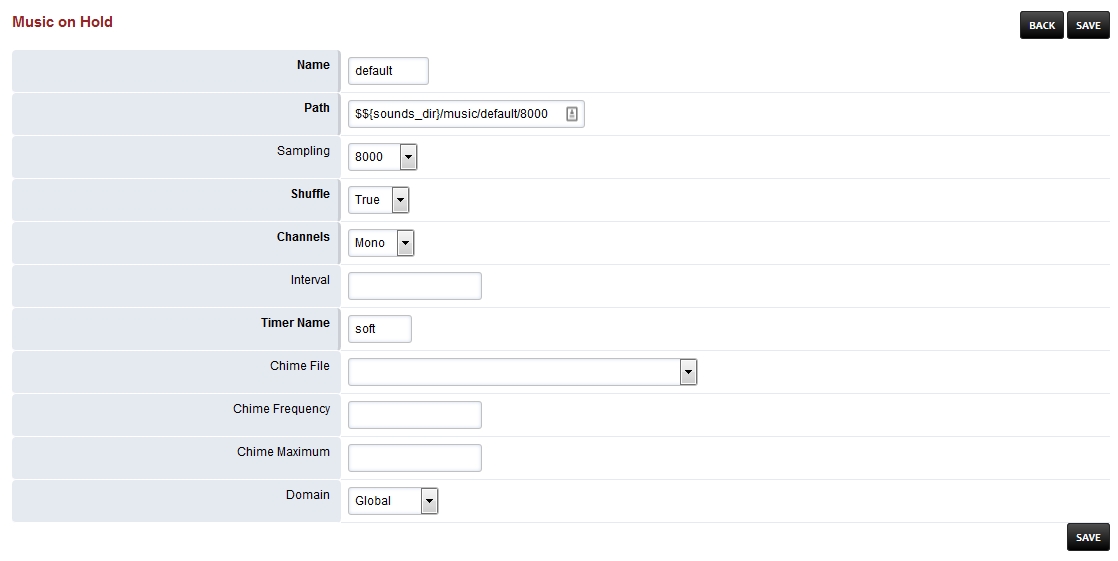 Music on Hold
BACK SAVE
Name default
Path $${sounds_dir}/music/default/8000
Sampling 8000
Shuffle True
Channels Mono
Interval
Timer Name soft
Chime File
Chime Frequency
Chime Maximum
Domain Global
SAVE